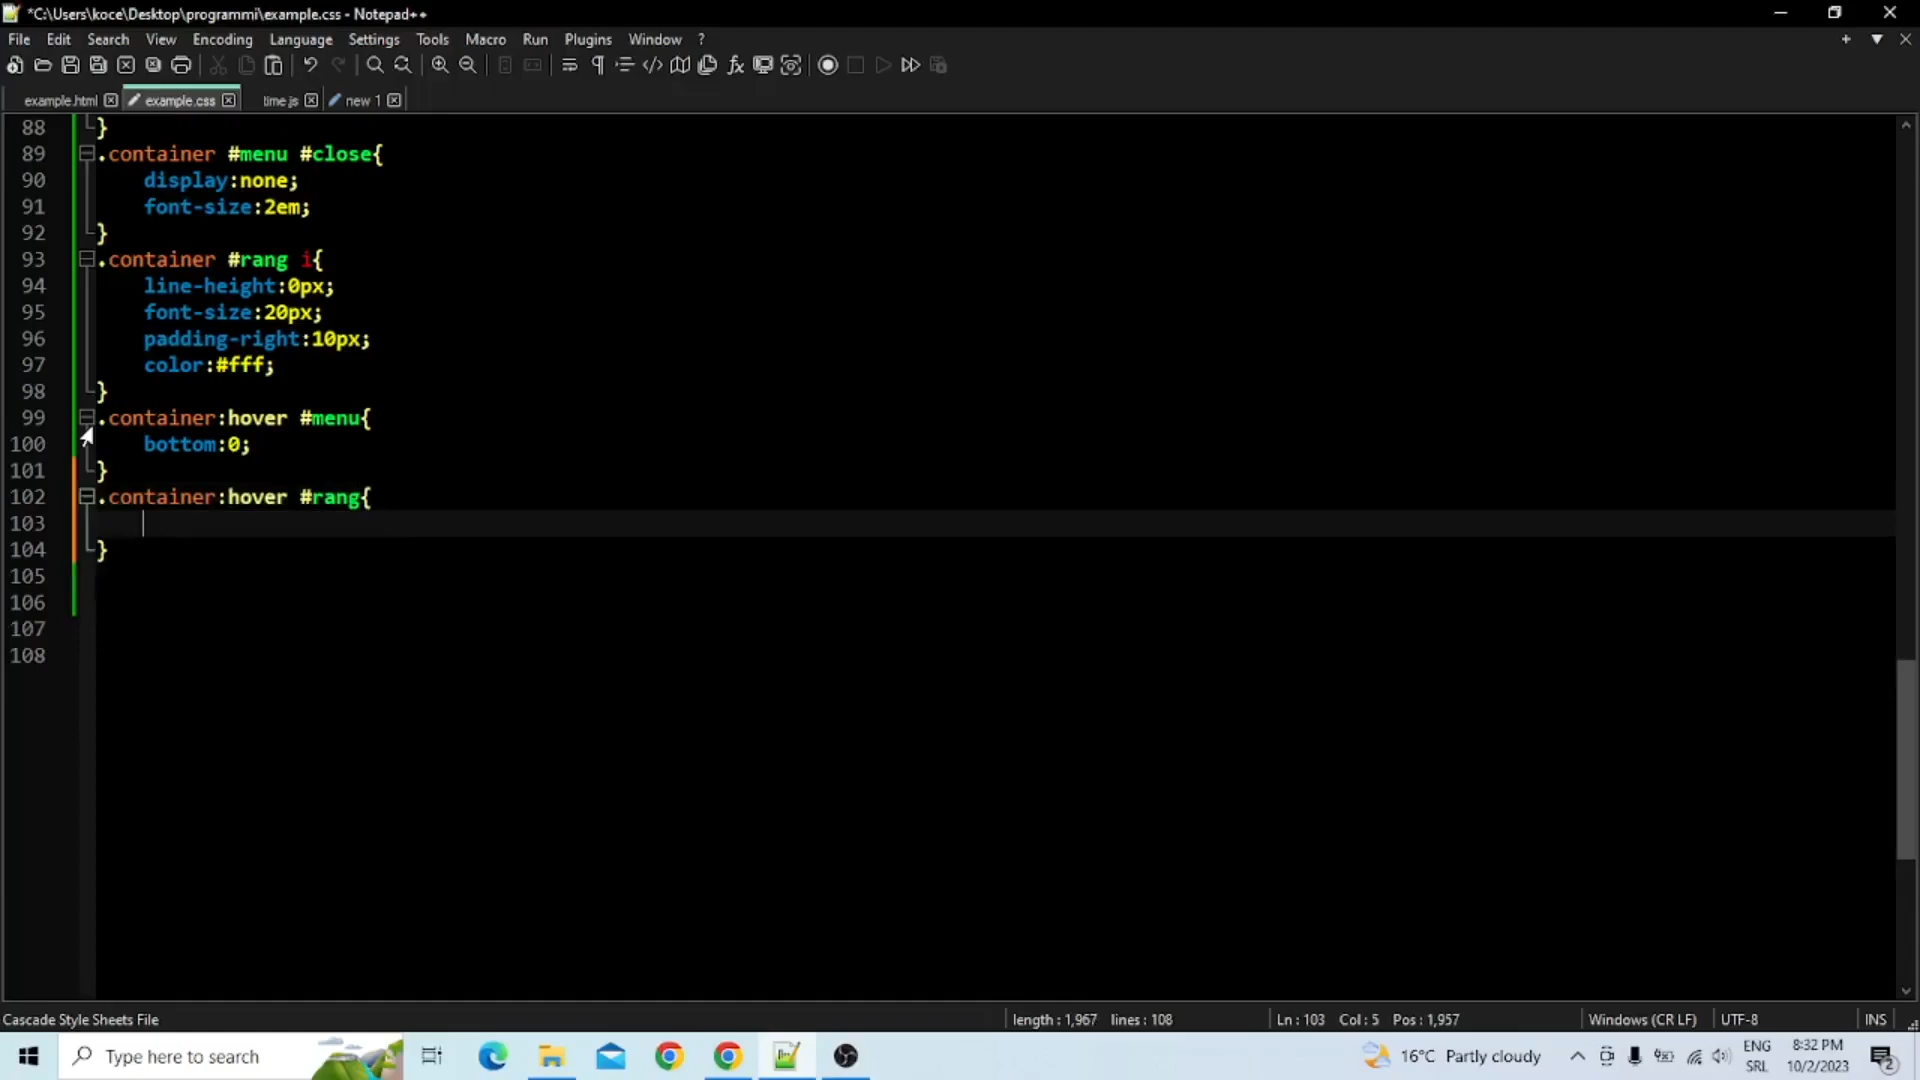 *C:\Users\koce\Desktop\programmi\example.css - Notepad++
File Edit Search View Encoding Language Settings Tools Macro Run Plugins Window ?
example.html example.css time.js new 1
88 }
89 .container #menu #close{
90 display:none;
91 font-size:2em;
92 }
93 .container #rang i{
94 line-height:0px;
95 font-size:20px;
96 padding-right:10px;
97 color:#fff;
98 }
99 .container:hover #menu{
100 bottom:0;
101 }
102 .container:hover #rang{
103
104 }
105
106
107
108
Cascade Style Sheets File length : 1,967 lines : 108 Ln : 103 Col : 5 Pos : 1,957 Windows (CR LF) UTF-8 INS
Type here to search 16°C Partly cloudy ENG 8:32 PM
SRL 10/2/2023 2